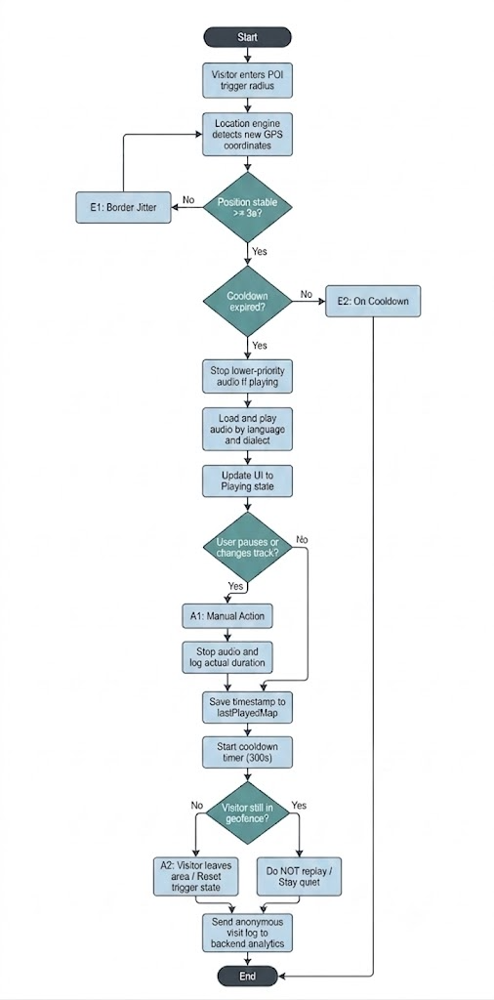 Start
Visitor enters POI
trigger radius
Location engine
detects new GPS
coordinates
Position stable
E1: Border Jitter
No
Yes
Cooldown
expired?
No
E2: On Cooldown
Yes
Stop lower-priority
audio if playing
Load and play
audio by language
and dialect
Update UI to
Playing state
User pauses or
changes track?
No
Yes
A1: Manual Action
Stop audio and
log actual duration
Save timestamp to
lastPlayedMap
Start cooldown
timer (300s)
Visitor still in
geofence?
No
Yes
A2: Visitor leaves
area / Reset
trigger state
Do NOT replay /
Stay quiet
Send anonymous
visit log to
backend analytics
End